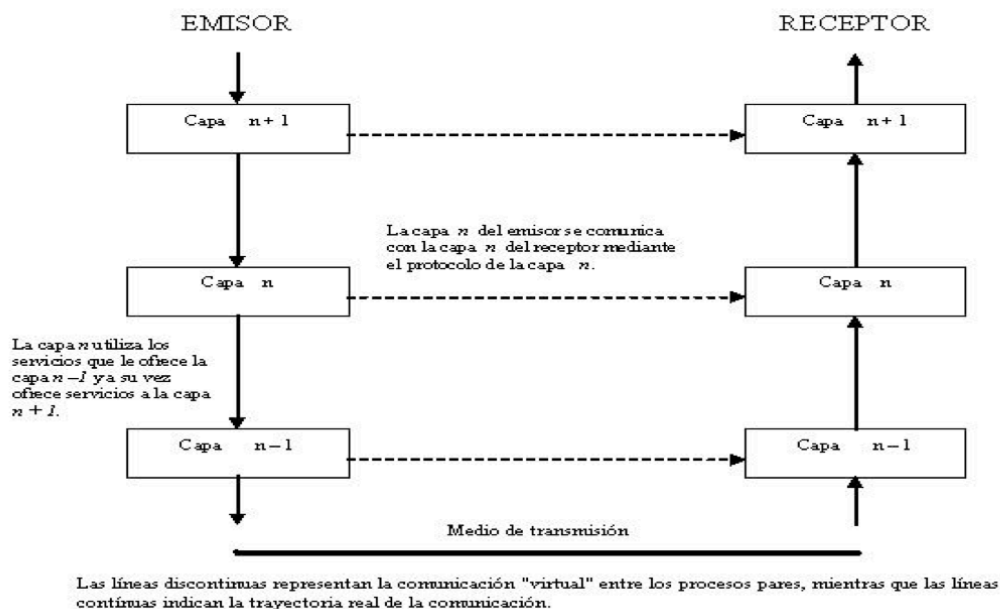 EMISOR
RECEPTOR
Capa n + 1
Capa n + 1
La capa n del emisor se comunica
con la capa n del receptor mediante
el protocolo de la capa n.
Capa n
Capa n
La capa n utiliza los
servicios que le ofrece la
capa n – 1 y a su vez
ofrece servicios a la capa
n + 1.
Capa n – 1
Capa n – 1
Medio de transmisión
Las líneas discontinuas representan la comunicación "virtual" entre los procesos pares, mientras que las líneas
contínuas indican la trayectoria real de la comunicación.